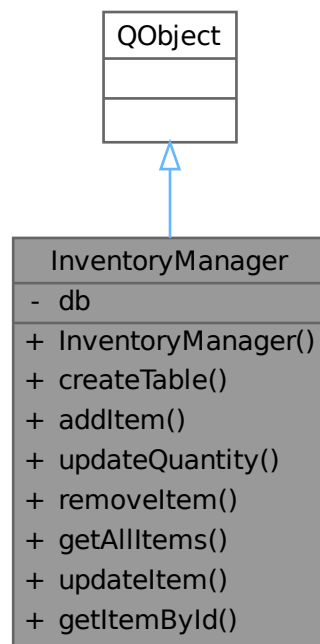 QObject
InventoryManager
- db
+ InventoryManager()
+ createTable()
+ addItem()
+ updateQuantity()
+ removeItem()
+ getAllItems()
+ updateItem()
+ getItemById()